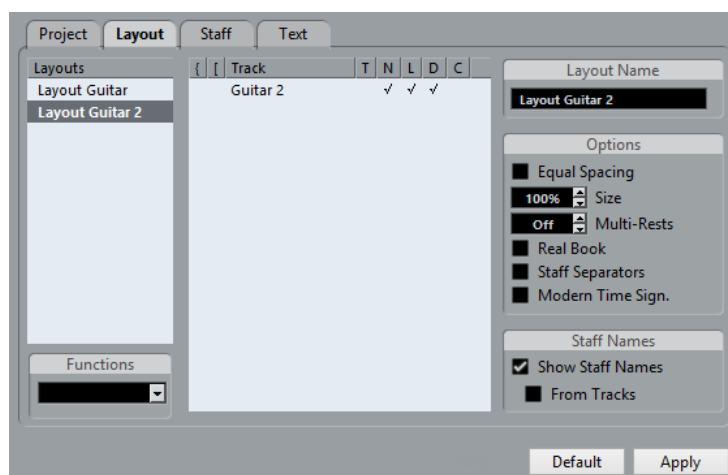 Project Layout Staff Text
Layouts
Layout Guitar
Layout Guitar 2
Functions
{ [ Track T N L D C
Guitar 2 √ √ √
Layout Name
Layout Guitar 2
Options
Equal Spacing
100% Size
Off Multi-Rests
Real Book
Staff Separators
Modern Time Sign.
Staff Names
Show Staff Names
From Tracks
Default Apply